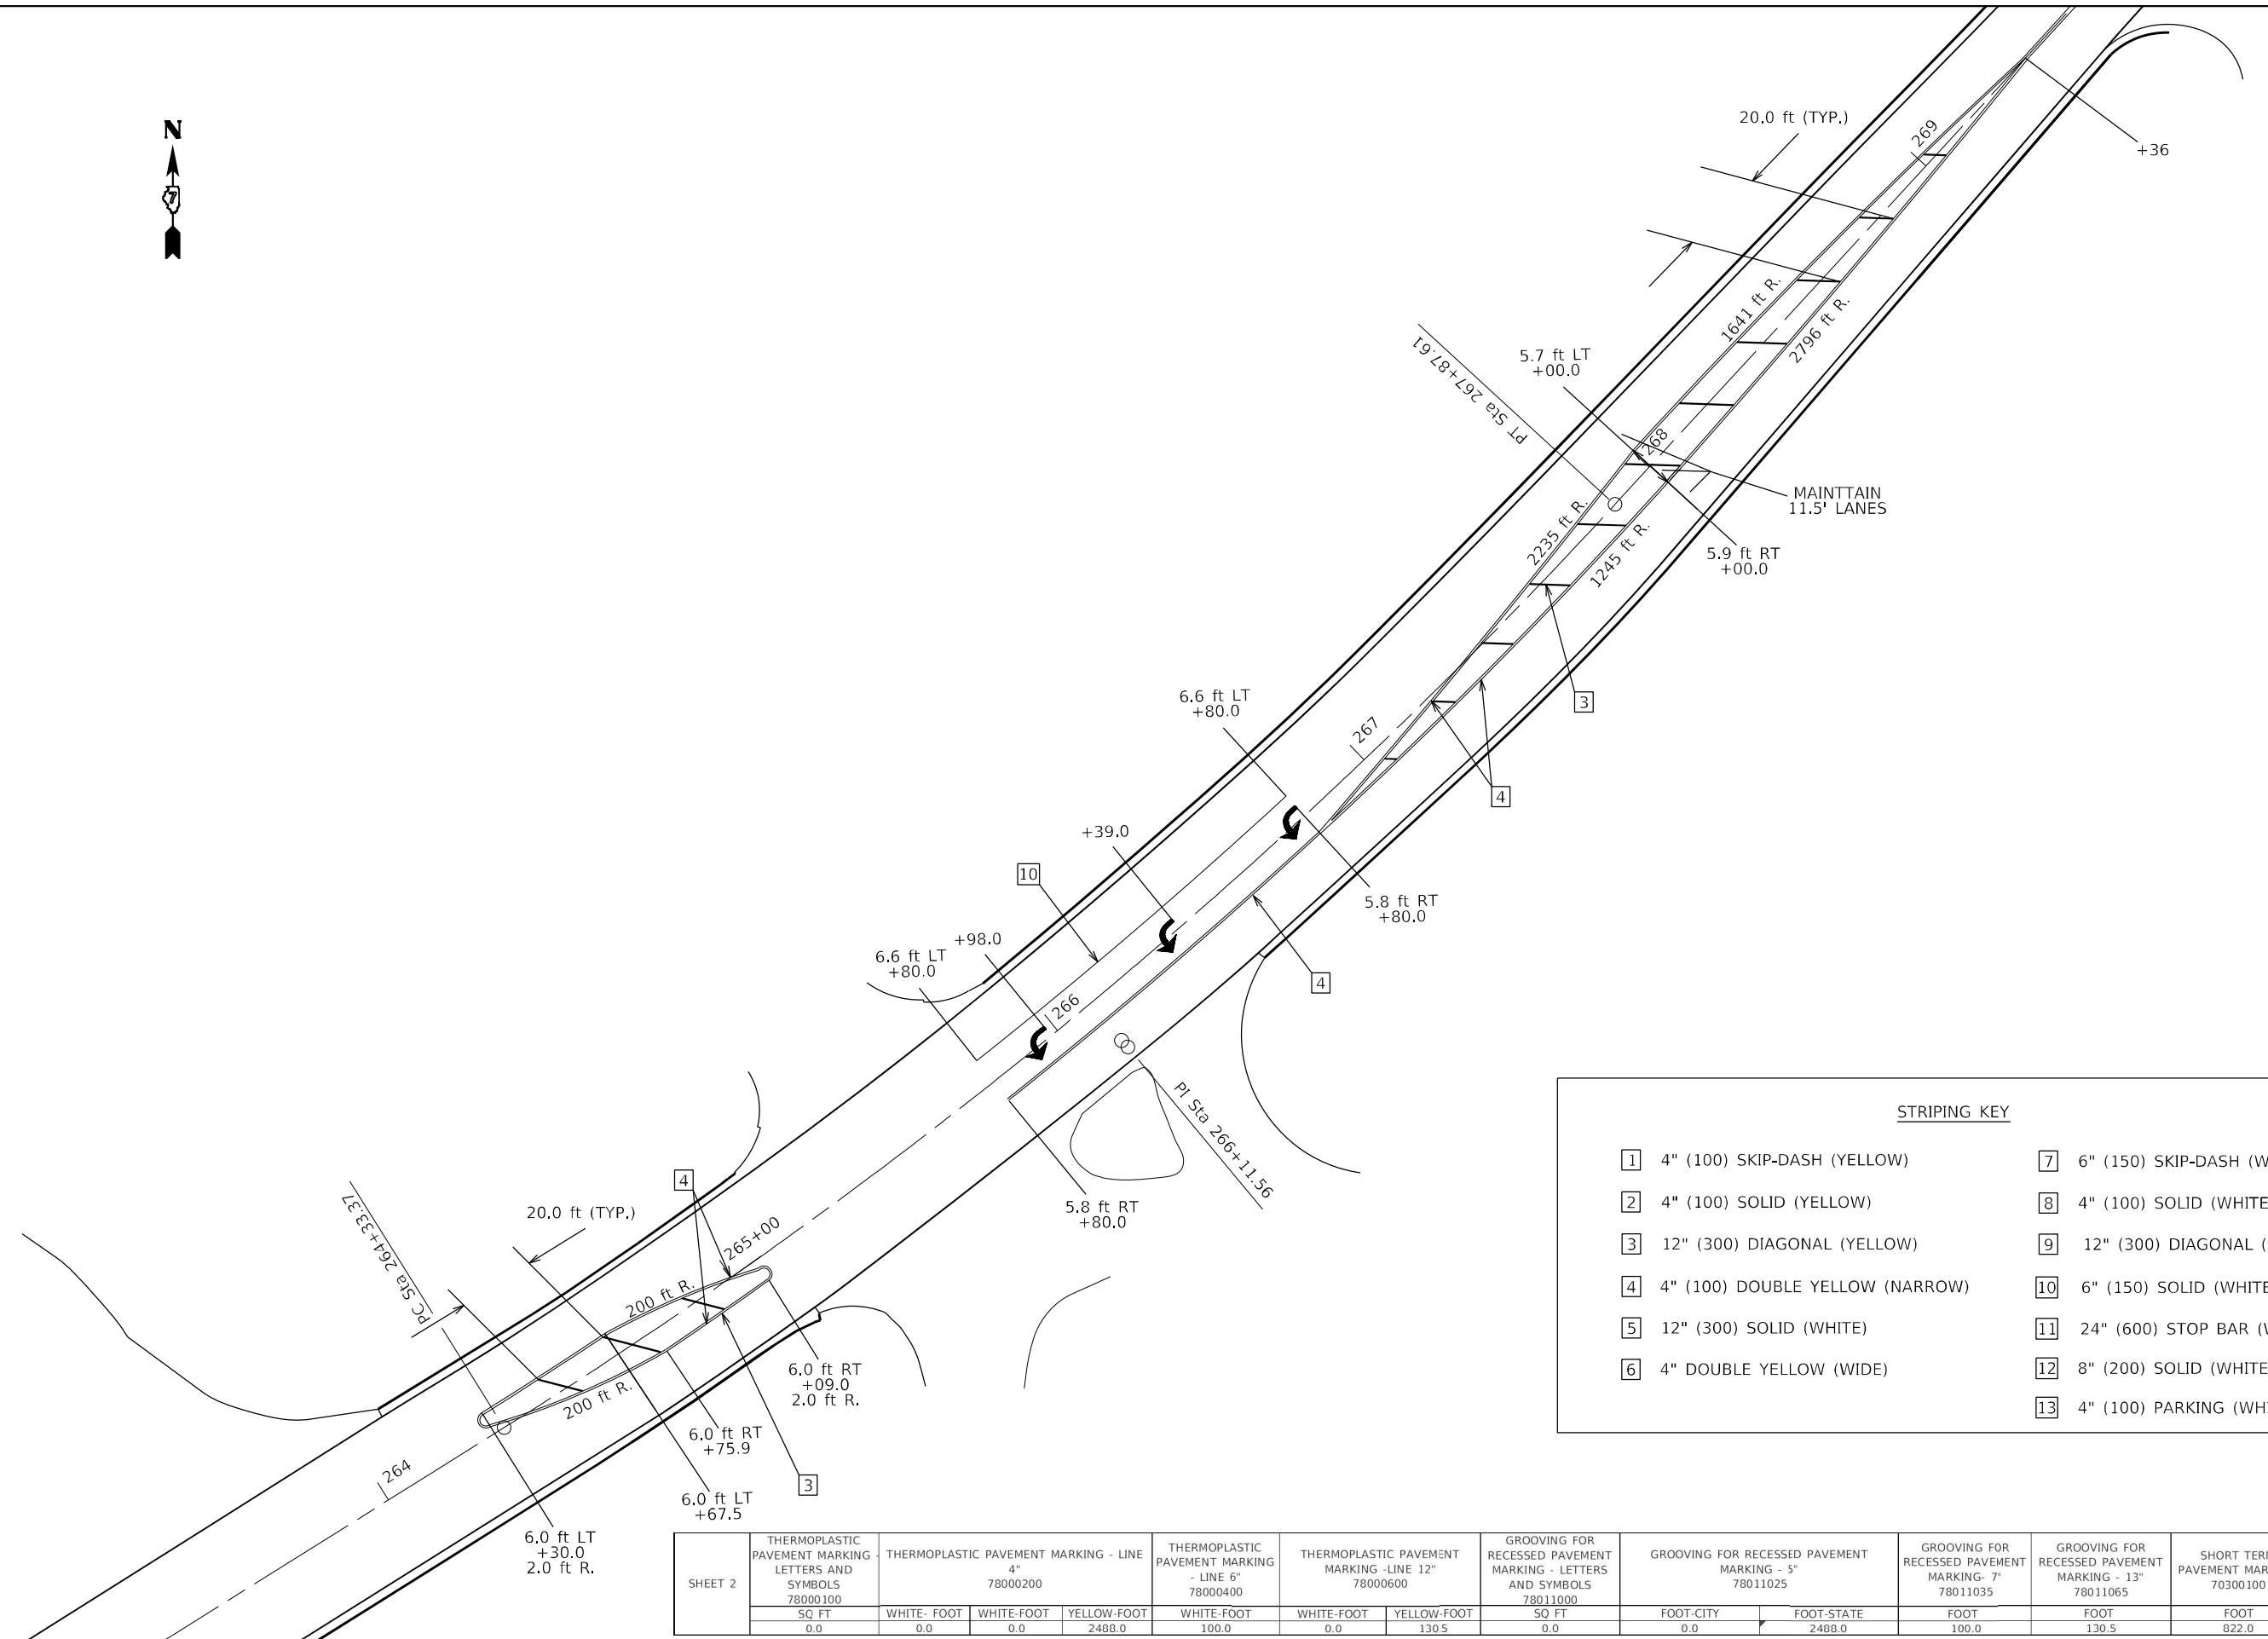 N
7
20.0 ft (TYP.)
269
+36
1641 ft R.
2796 ft R.
PT Sta 267+87.61
5.7 ft LT
+00.0
268
MAINTTAIN
11.5' LANES
2235 ft R.
1245 ft R.
5.9 ft RT
+00.0
3
6.6 ft LT
+80.0
267
4
+39.0
10
5.8 ft RT
+80.0
+98.0
6.6 ft LT
+80.0
266
4
PI Sta 266+11.56
5.8 ft RT
+80.0
4
20.0 ft (TYP.)
265+00
PC Sta 264+33.37
200 ft R.
200 ft R.
6.0 ft RT
+09.0
2.0 ft R.
6.0 ft RT
+75.9
3
264
6.0 ft LT
+67.5
6.0 ft LT
+30.0
2.0 ft R.
STRIPING KEY
1 4" (100) SKIP-DASH (YELLOW)
2 4" (100) SOLID (YELLOW)
3 12" (300) DIAGONAL (YELLOW)
4 4" (100) DOUBLE YELLOW (NARROW)
5 12" (300) SOLID (WHITE)
6 4" DOUBLE YELLOW (WIDE)
7 6" (150) SKIP-DASH (W
8 4" (100) SOLID (WHITE
9 12" (300) DIAGONAL (
10 6" (150) SOLID (WHITE
11 24" (600) STOP BAR (W
12 8" (200) SOLID (WHITE
13 4" (100) PARKING (WHI
SHEET 2
THERMOPLASTIC
PAVEMENT MARKING -
LETTERS AND
SYMBOLS
78000100
THERMOPLASTIC PAVEMENT MARKING - LINE
4"
78000200
THERMOPLASTIC
PAVEMENT MARKING
- LINE 6"
78000400
THERMOPLASTIC PAVEMENT
MARKING -LINE 12"
78000600
GROOVING FOR
RECESSED PAVEMENT
MARKING - LETTERS
AND SYMBOLS
78011000
GROOVING FOR RECESSED PAVEMENT
MARKING - 5"
78011025
GROOVING FOR
RECESSED PAVEMENT
MARKING- 7"
78011035
GROOVING FOR
RECESSED PAVEMENT
MARKING - 13"
78011065
SHORT TER
PAVEMENT MAR
70300100
SQ FT WHITE- FOOT WHITE-FOOT YELLOW-FOOT WHITE-FOOT WHITE-FOOT YELLOW-FOOT SQ FT FOOT-CITY FOOT-STATE FOOT FOOT FOOT
0.0 0.0 0.0 2488.0 100.0 0.0 130.5 0.0 0.0 2488.0 100.0 130.5 822.0